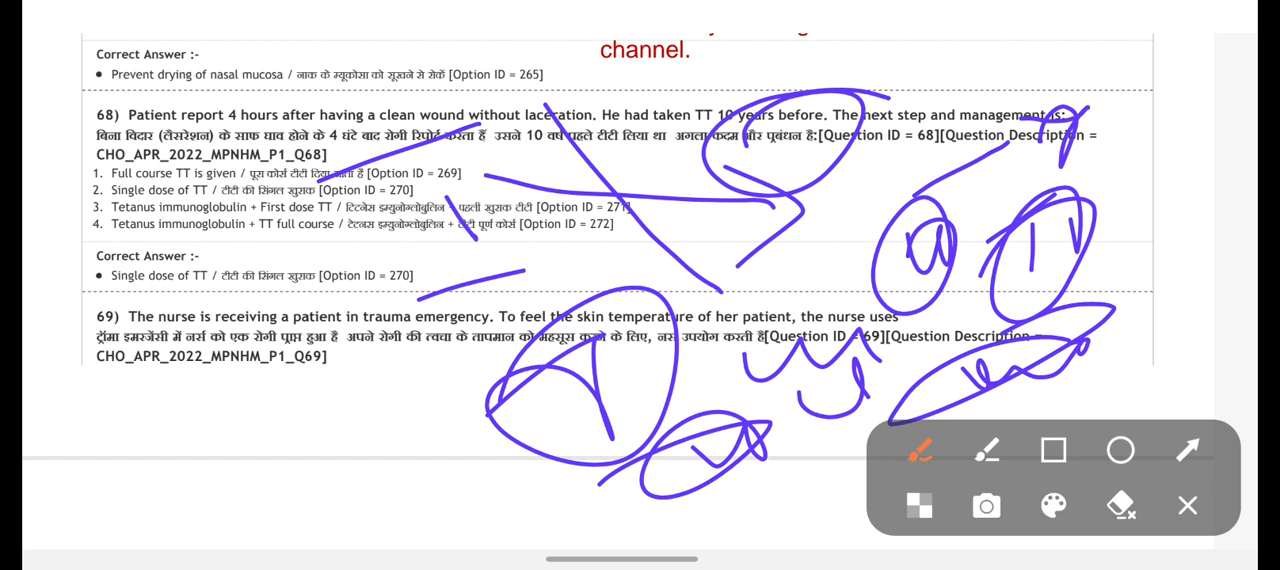 channel.
Correct Answer :-
Prevent drying of nasal mucosa / नाक के म्यूकोसा को सूखने से रोकें [Option ID = 265]
68) Patient report 4 hours after having a clean wound without laceration. He had taken TT 10 years before. The next step and management is:
बिना विदार (लैसरेशन) के साफ घाव होने के 4 घंटे बाद रोगी रिपोर्ट करता हैं उसने 10 वर्ष पहले टीटी लिया था अगला कदम और प्रबंधन है:[Question ID = 68][Question Description =
CHO_APR_2022_MPNHM_P1_Q68]
1. Full course TT is given / पूरा कोर्स टीटी दिया जाता है [Option ID = 269]
2. Single dose of TT / टीटी की सिंगल खुराक [Option ID = 270]
3. Tetanus immunoglobulin + First dose TT / टिटनेस इम्युनोग्लोबुलिन + पहली खुराक टीटी [Option ID = 271]
4. Tetanus immunoglobulin + TT full course / टेटनस इम्युनोग्लोबुलिन + टीटी पूर्ण कोर्स [Option ID = 272]
Correct Answer :-
Single dose of TT / टीटी की सिंगल खुराक [Option ID = 270]
69) The nurse is receiving a patient in trauma emergency. To feel the skin temperature of her patient, the nurse uses
ट्रॉमा इमरजेंसी में नर्स को एक रोगी प्राप्त हुआ है अपने रोगी की त्वचा के तापमान को महसूस करने के लिए, नर्स उपयोग करती है[Question ID = 69][Question Description =
CHO_APR_2022_MPNHM_P1_Q69]